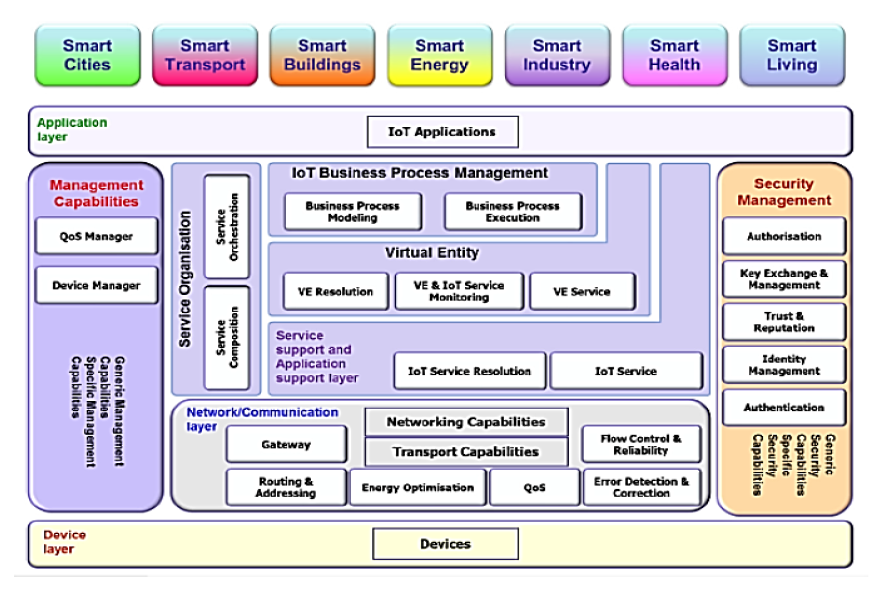 Smart
Cities
Smart
Transport
Smart
Buildings
Smart
Energy
Smart
Industry
Smart
Health
Smart
Living
Application
layer
IoT Applications
Management
Capabilities
QoS Manager
Device Manager
Generic Management
Capabilities
Specific Management
Capabilities
Service Organisation
Service
Orchestration
Service
Composition
IoT Business Process Management
Business Process
Modeling
Business Process
Execution
Virtual Entity
VE Resolution
VE & IoT Service
Monitoring
VE Service
Service
support and
Application
support layer
IoT Service Resolution
IoT Service
Network/Communication
layer
Networking Capabilities
Transport Capabilities
Gateway
Flow Control &
Reliability
Routing &
Addressing
Energy Optimisation
QoS
Error Detection &
Correction
Security
Management
Authorisation
Key Exchange &
Management
Trust &
Reputation
Identity
Management
Authentication
Generic
Security
Capabilities
Specific
Security
Capabilities
Device
layer
Devices